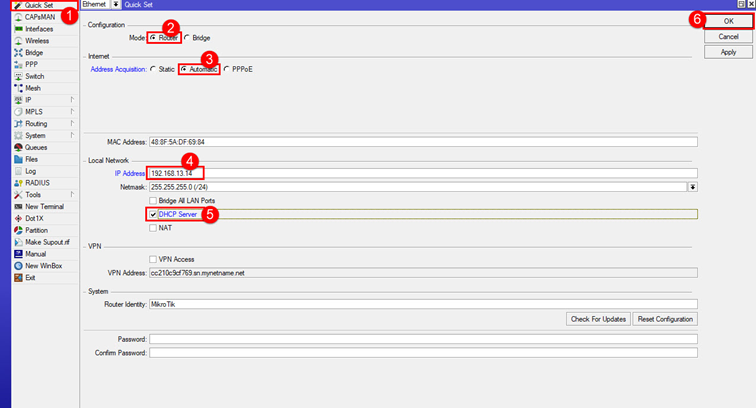 Quick Set
1
CAPsMAN
Interfaces
Wireless
Bridge
PPP
Switch
Mesh
IP
MPLS
Routing
System
Queues
Files
Log
RADIUS
Tools
New Terminal
Dot1X
Partition
Make Supout.rif
Manual
New WinBox
Exit
Ethernet Quick Set
Configuration
2
Mode: Router Bridge
Internet
3
Address Acquisition: Static Automatic PPPoE
MAC Address: 48:8F:5A:DF:69:84
Local Network
4
IP Address: 192.168.13.14
Netmask: 255.255.255.0 (/24)
Bridge All LAN Ports
DHCP Server 5
NAT
VPN
VPN Access
VPN Address: cc210c9cf769.sn.mynetname.net
System
Router Identity: MikroTik
Check For Updates Reset Configuration
Password:
Confirm Password:
6 OK
Cancel
Apply